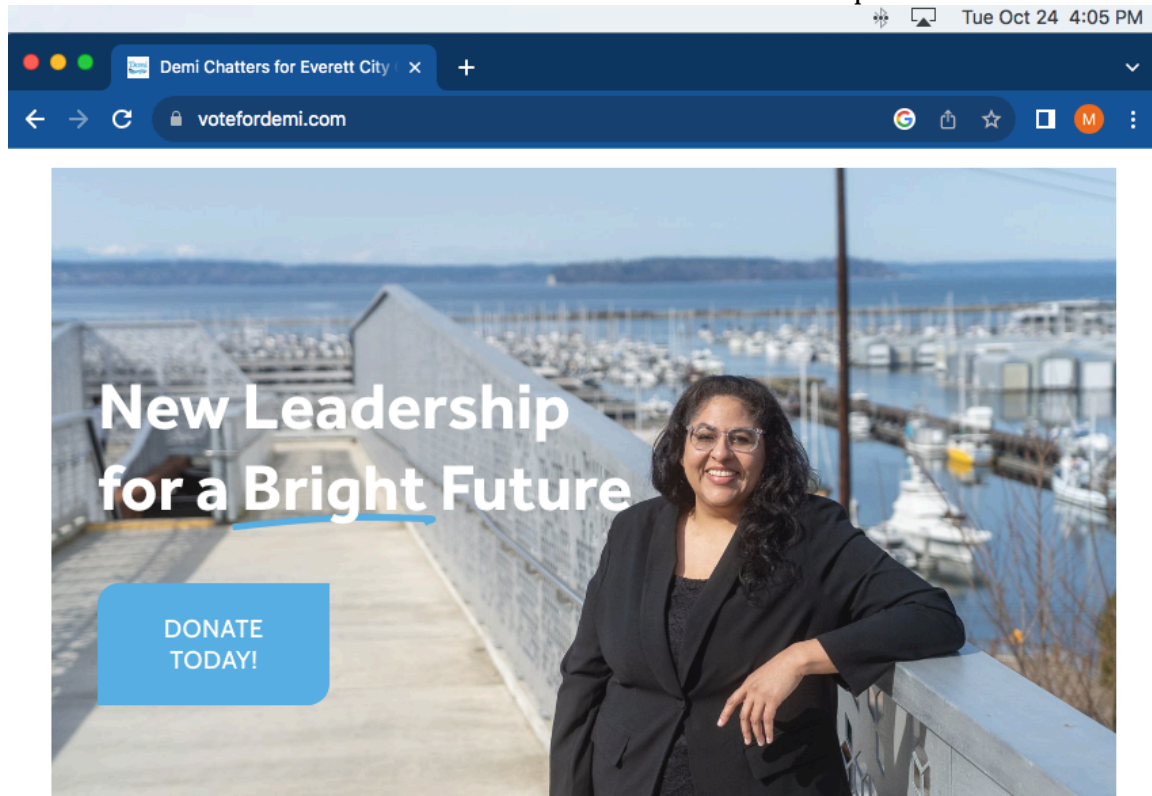 Tue Oct 24 4:05 PM
Demi Chatters for Everett City
votefordemi.com
M
New Leadership
for a Bright Future
DONATE
TODAY!